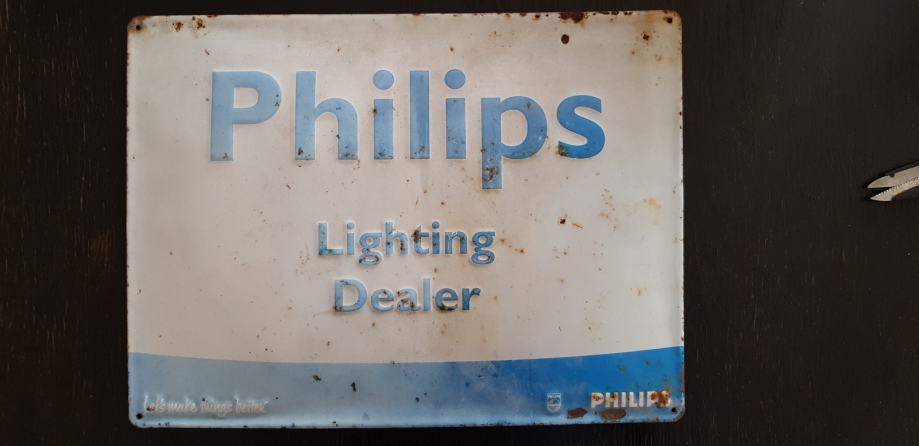 Philips
Lighting
Dealer
Let's make things better.
PHILIPS